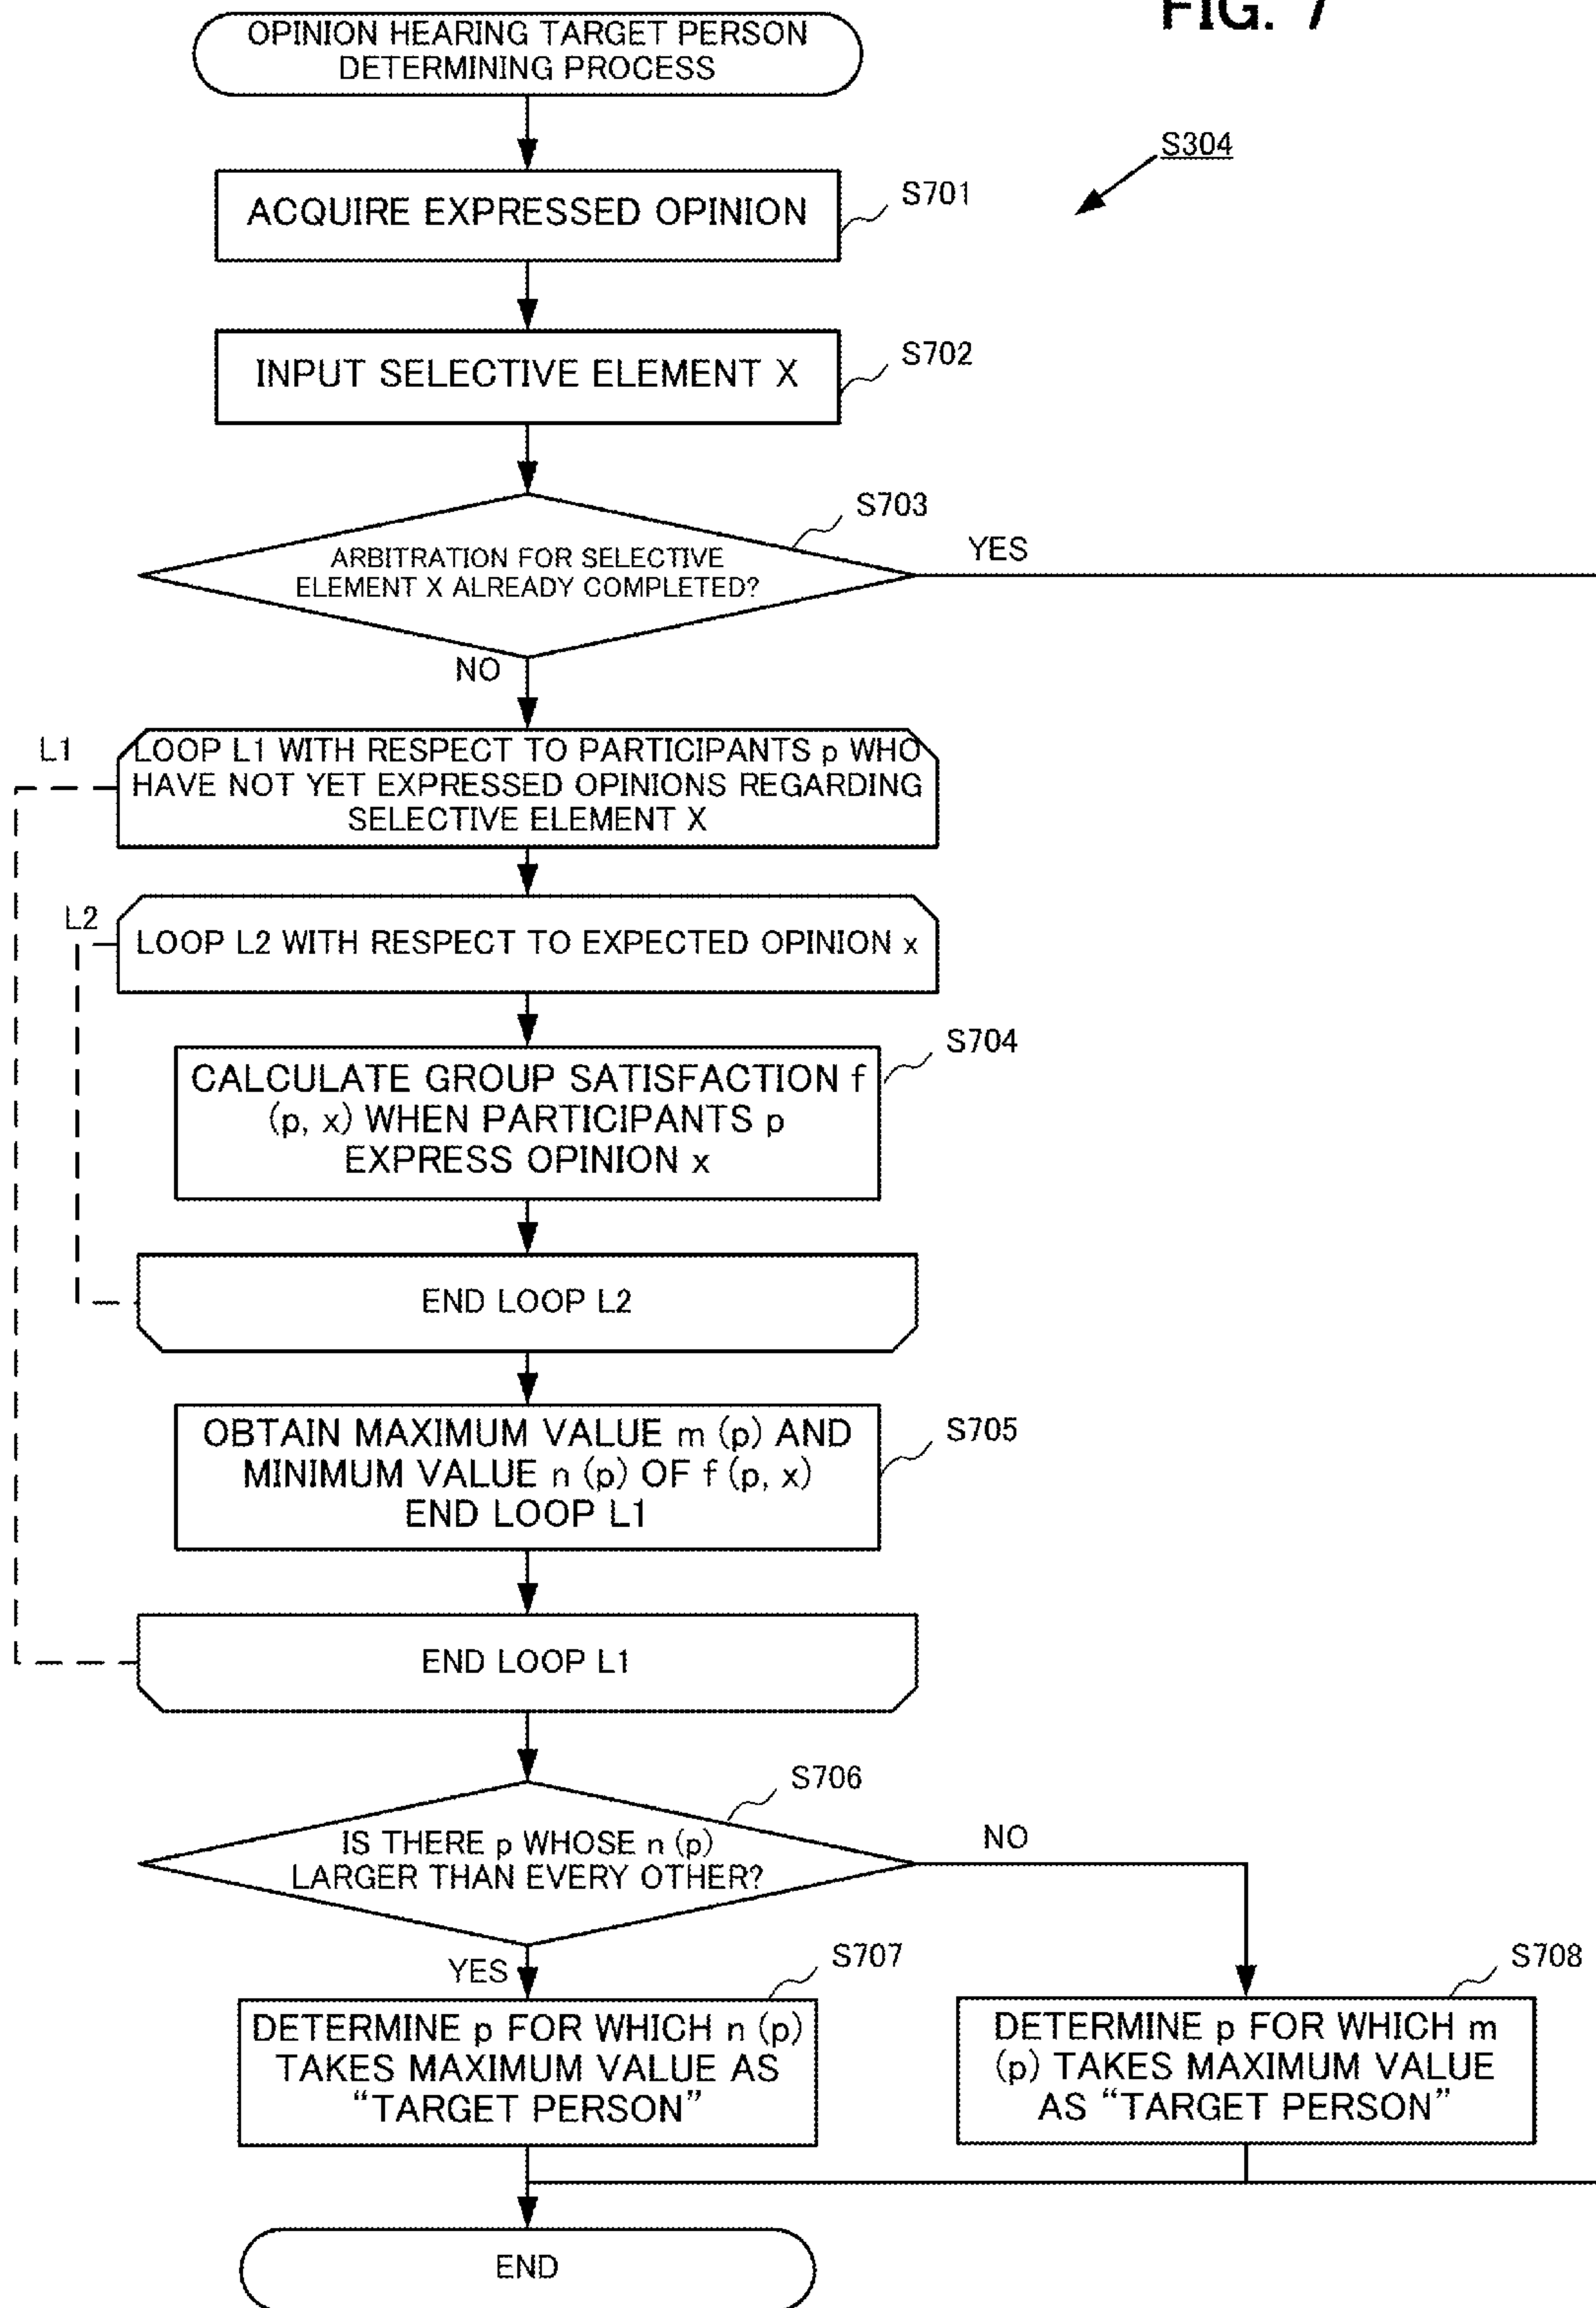 FIG. 7
OPINION HEARING TARGET PERSON
DETERMINING PROCESS
S304
ACQUIRE EXPRESSED OPINION
S701
INPUT SELECTIVE ELEMENT X
S702
S703
ARBITRATION FOR SELECTIVE
ELEMENT X ALREADY COMPLETED?
YES
NO
L1
LOOP L1 WITH RESPECT TO PARTICIPANTS p WHO
HAVE NOT YET EXPRESSED OPINIONS REGARDING
SELECTIVE ELEMENT X
L2
LOOP L2 WITH RESPECT TO EXPECTED OPINION x
S704
CALCULATE GROUP SATISFACTION f
(p, x) WHEN PARTICIPANTS p
EXPRESS OPINION x
END LOOP L2
OBTAIN MAXIMUM VALUE m (p) AND
MINIMUM VALUE n (p) OF f (p, x)
END LOOP L1
S705
END LOOP L1
S706
IS THERE p WHOSE n (p)
LARGER THAN EVERY OTHER?
NO
YES
S707
S708
DETERMINE p FOR WHICH n (p)
TAKES MAXIMUM VALUE AS
“TARGET PERSON”
DETERMINE p FOR WHICH m
(p) TAKES MAXIMUM VALUE
AS “TARGET PERSON”
END